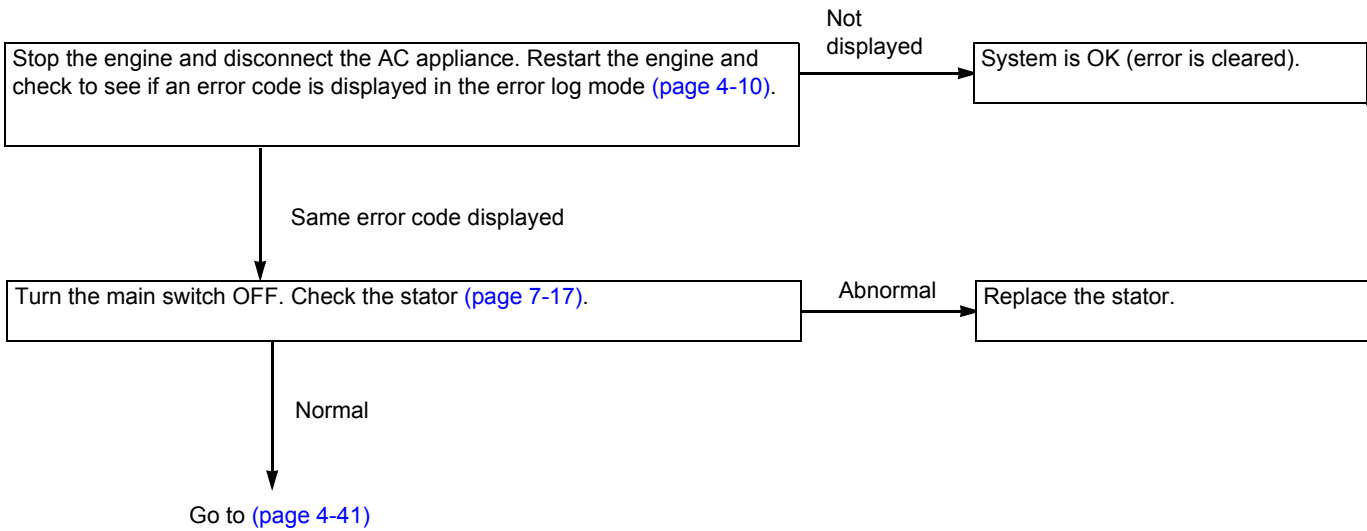 Not
displayed
Stop the engine and disconnect the AC appliance. Restart the engine and
check to see if an error code is displayed in the error log mode (page 4-10).
System is OK (error is cleared).
Same error code displayed
Turn the main switch OFF. Check the stator (page 7-17).
Abnormal
Replace the stator.
Normal
Go to (page 4-41)